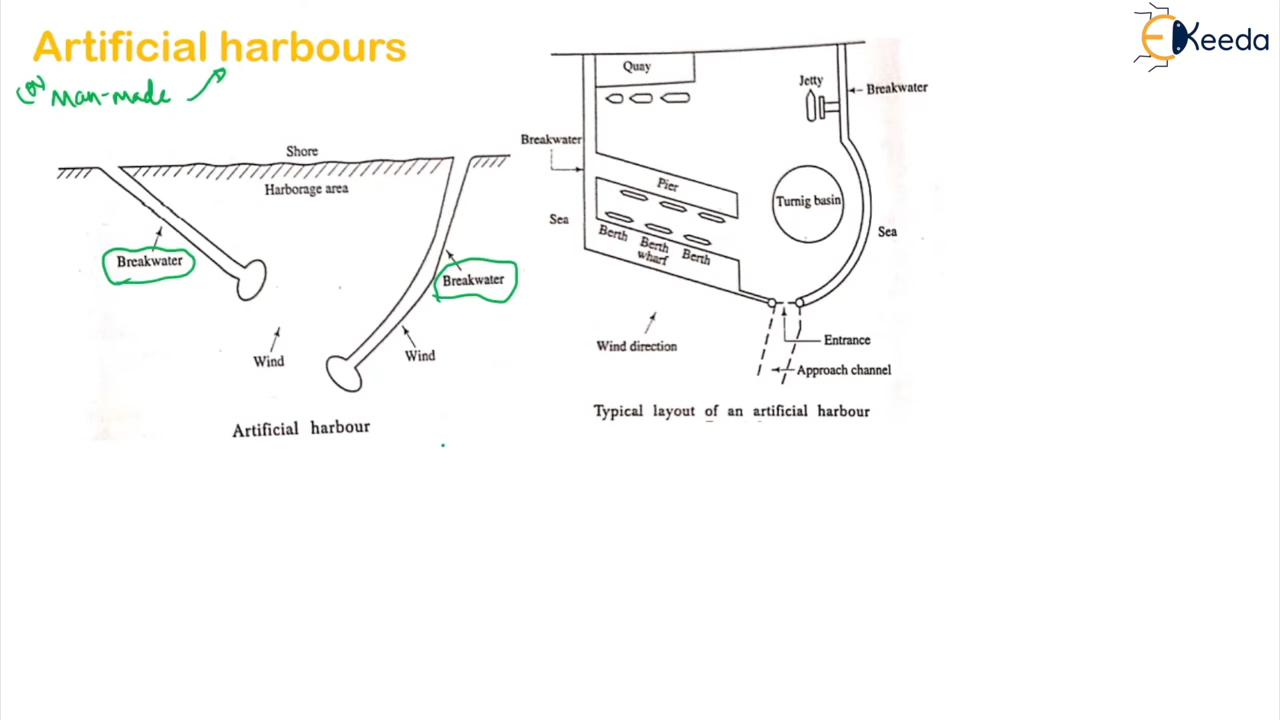 Artificial harbours
(or) Man-made
Shore
Harborage area
Breakwater
Breakwater
Wind
Wind
Artificial harbour
Quay
Jetty
Breakwater
Breakwater
Pier
Turnig basin
Sea
Sea
Berth Berth Berth
wharf
Wind direction
Entrance
Approach channel
Typical layout of an artificial harbour
EKeeda